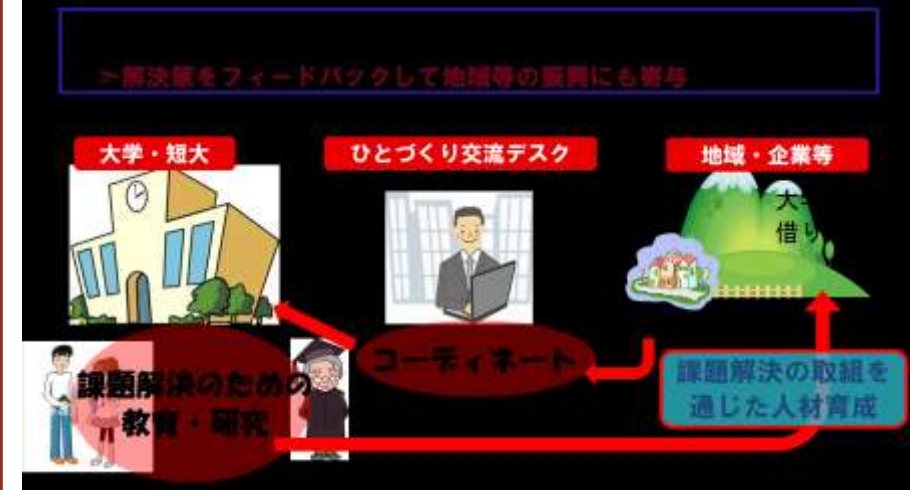 ＞解決策をフィードバックして地域等の振興にも寄与
大学・短大
ひとづくり交流デスク
地域・企業等
大
借り
コーディネート
課題解決のための
教育・研究
課題解決の取組を
通じた人材育成